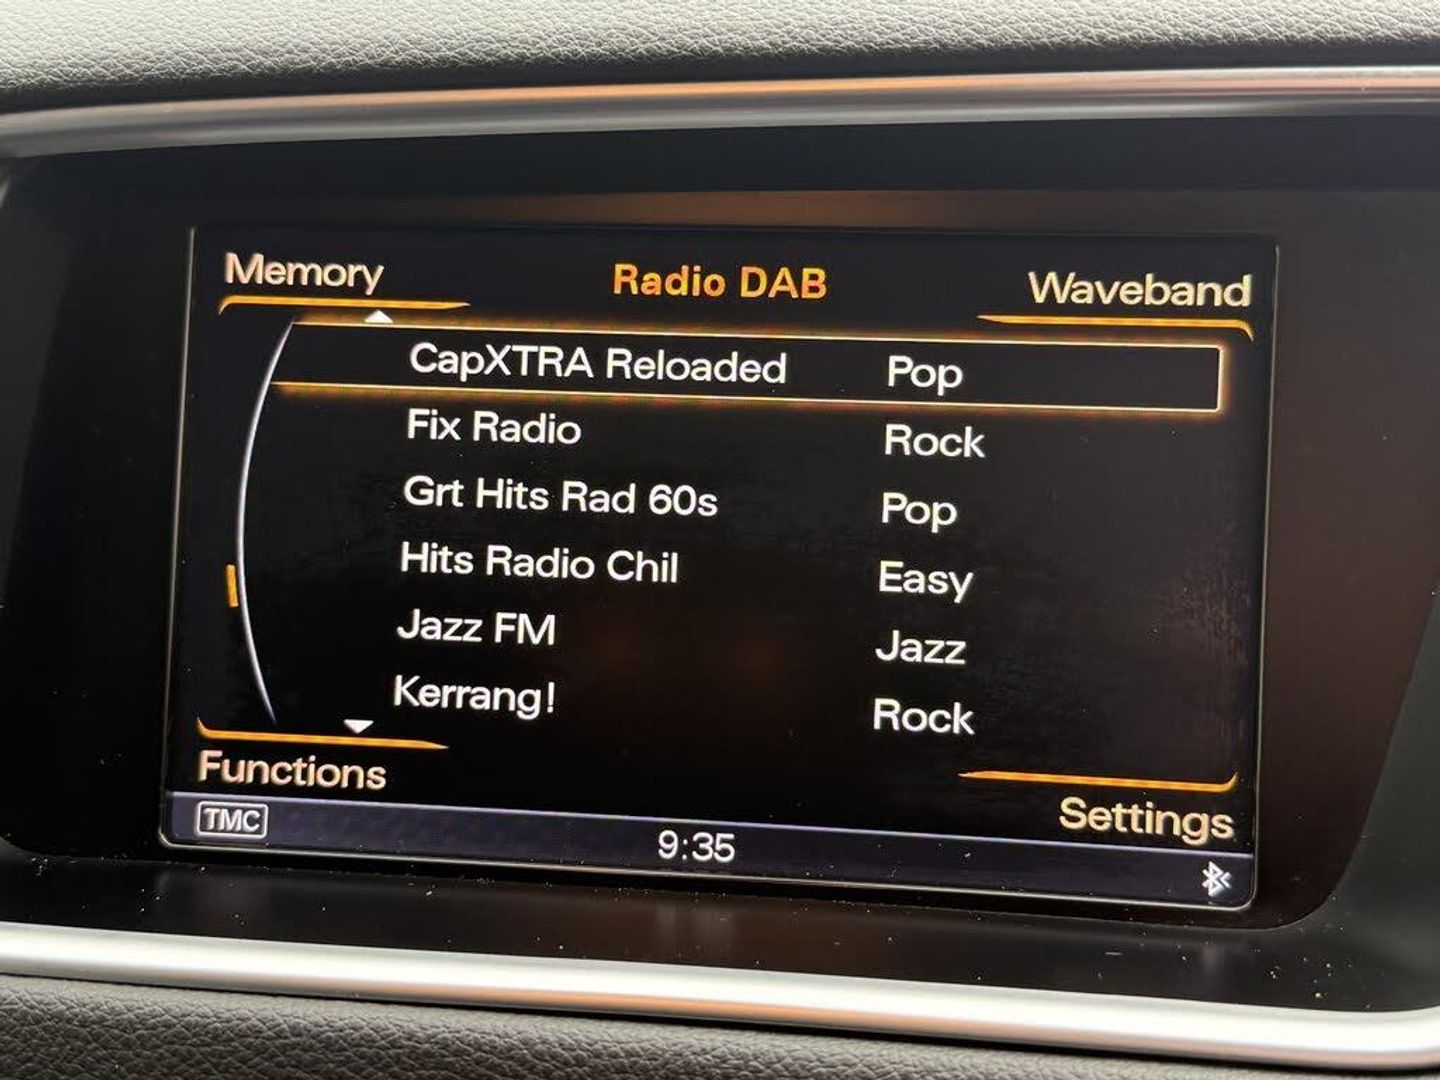 Memory Radio DAB Waveband
CapXTRA Reloaded Pop
Fix Radio Rock
Grt Hits Rad 60s Pop
Hits Radio Chil Easy
Jazz FM Jazz
Kerrang! Rock
Functions Settings
TMC 9:35